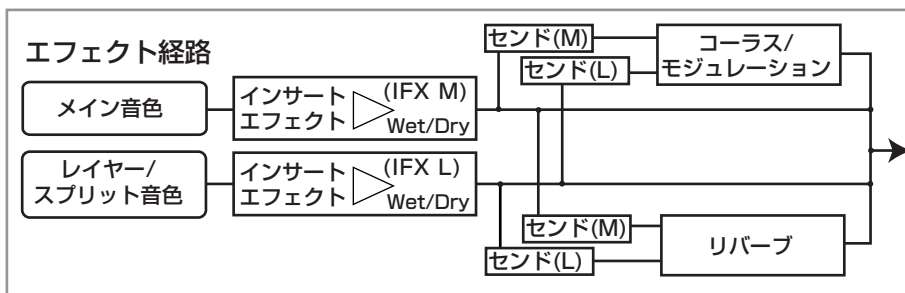 エフェクト経路
センド(M)
センド(L)
コーラス/
モジュレーション
メイン音色
インサート
エフェクト
(IFX M)
Wet/Dry
レイヤー/
スプリット音色
インサート
エフェクト
(IFX L)
Wet/Dry
センド(M)
センド(L)
リバーブ